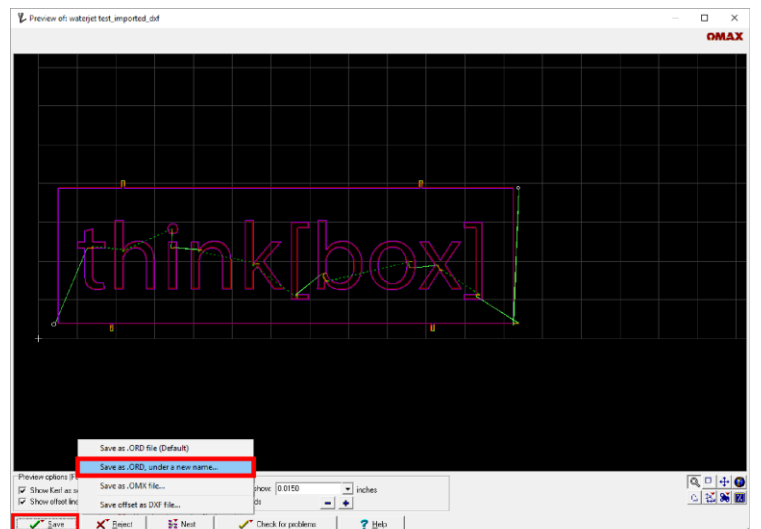 Preview of: waterjet test_imported_dxf
OMAX
think[box]
Save as .ORD file (Default)
Save as .ORD, under a new name...
Save as .OMX file...
Save offset as DXF file...
Preview options
Show Kerf as
show: 0.0150 inches
Show offset
Save Reject Nest Check for problems Help